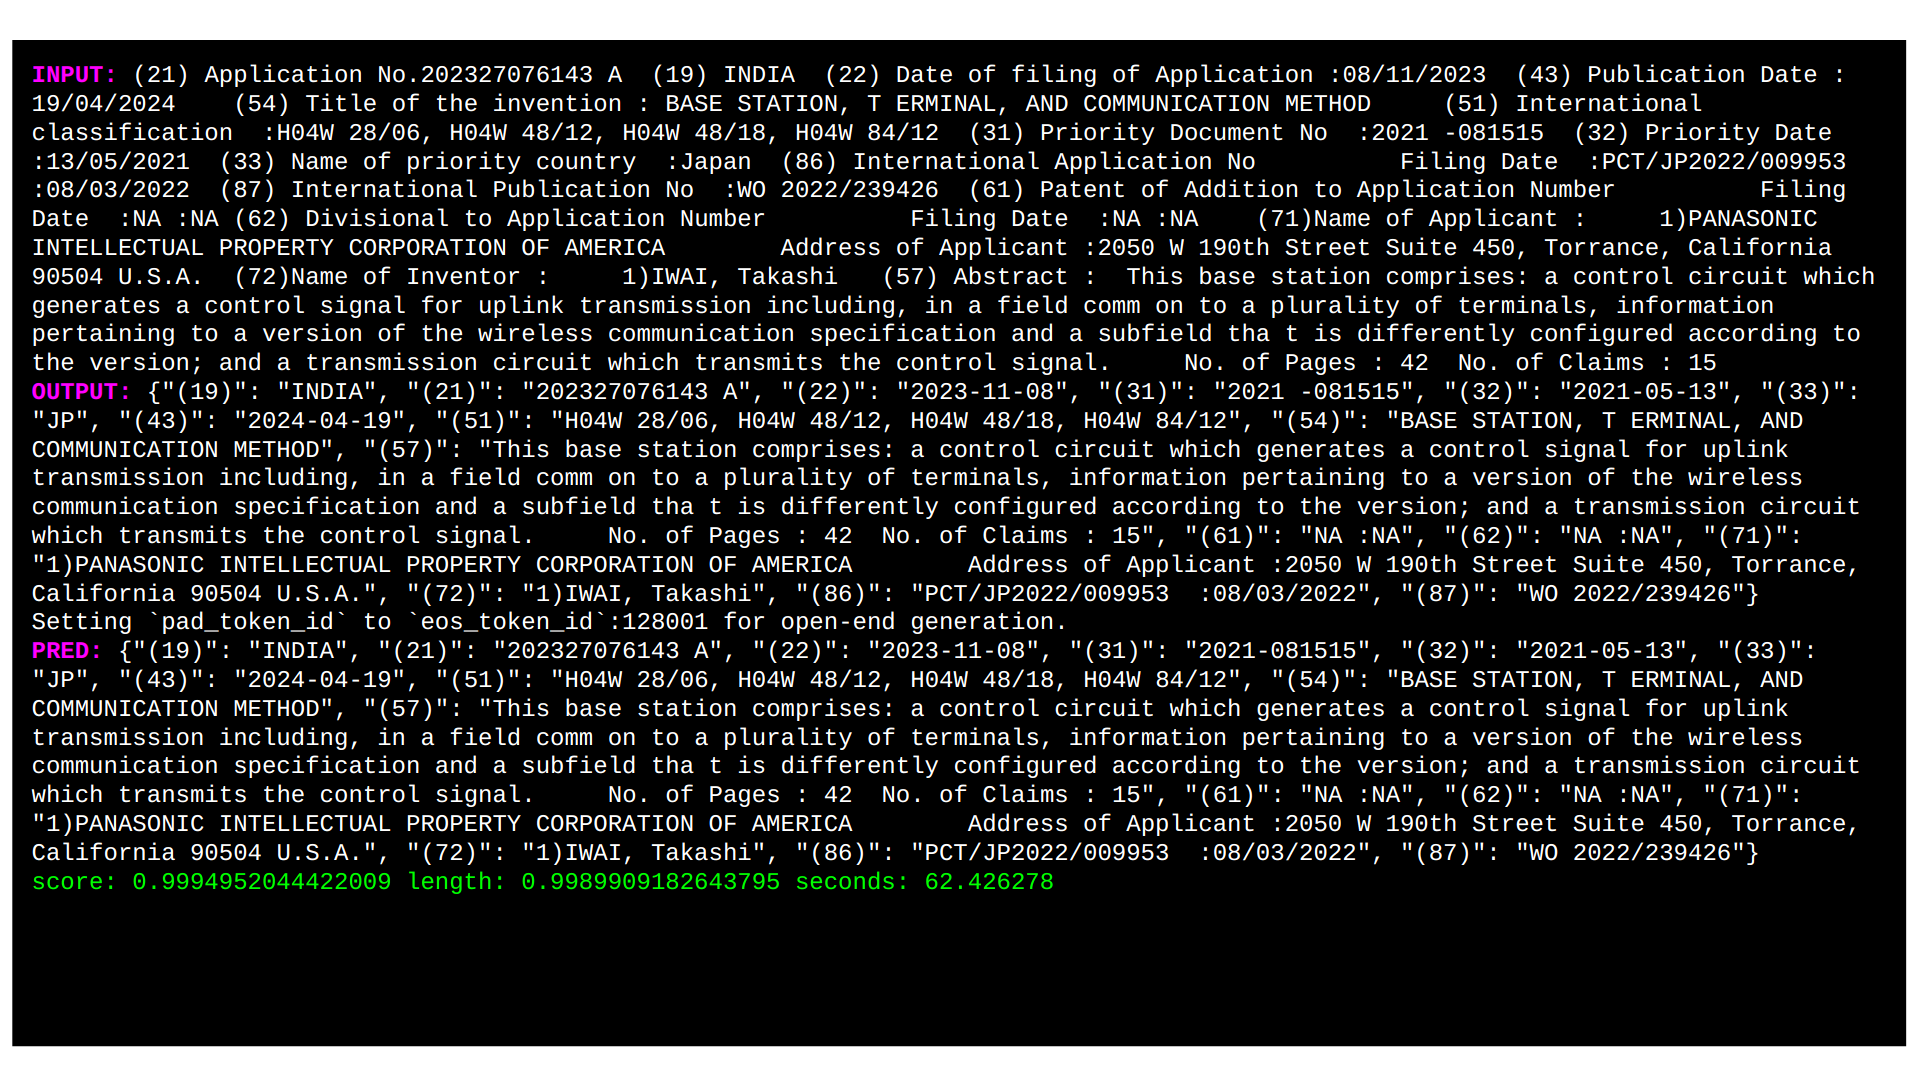 INPUT: (21) Application No.202327076143 A  (19) INDIA  (22) Date of filing of Application :08/11/2023  (43) Publication Date :
19/04/2024    (54) Title of the invention : BASE STATION, T ERMINAL, AND COMMUNICATION METHOD     (51) International
classification  :H04W 28/06, H04W 48/12, H04W 48/18, H04W 84/12  (31) Priority Document No  :2021 -081515  (32) Priority Date
:13/05/2021  (33) Name of priority country  :Japan  (86) International Application No          Filing Date  :PCT/JP2022/009953
:08/03/2022  (87) International Publication No  :WO 2022/239426  (61) Patent of Addition to Application Number          Filing
Date  :NA :NA (62) Divisional to Application Number          Filing Date  :NA :NA    (71)Name of Applicant :     1)PANASONIC
INTELLECTUAL PROPERTY CORPORATION OF AMERICA        Address of Applicant :2050 W 190th Street Suite 450, Torrance, California
90504 U.S.A.  (72)Name of Inventor :     1)IWAI, Takashi   (57) Abstract :  This base station comprises: a control circuit which
generates a control signal for uplink transmission including, in a field comm on to a plurality of terminals, information
pertaining to a version of the wireless communication specification and a subfield tha t is differently configured according to
the version; and a transmission circuit which transmits the control signal.     No. of Pages : 42  No. of Claims : 15
OUTPUT: {"(19)": "INDIA", "(21)": "202327076143 A", "(22)": "2023-11-08", "(31)": "2021 -081515", "(32)": "2021-05-13", "(33)":
"JP", "(43)": "2024-04-19", "(51)": "H04W 28/06, H04W 48/12, H04W 48/18, H04W 84/12", "(54)": "BASE STATION, T ERMINAL, AND
COMMUNICATION METHOD", "(57)": "This base station comprises: a control circuit which generates a control signal for uplink
transmission including, in a field comm on to a plurality of terminals, information pertaining to a version of the wireless
communication specification and a subfield tha t is differently configured according to the version; and a transmission circuit
which transmits the control signal.     No. of Pages : 42  No. of Claims : 15", "(61)": "NA :NA", "(62)": "NA :NA", "(71)":
"1)PANASONIC INTELLECTUAL PROPERTY CORPORATION OF AMERICA        Address of Applicant :2050 W 190th Street Suite 450, Torrance,
California 90504 U.S.A.", "(72)": "1)IWAI, Takashi", "(86)": "PCT/JP2022/009953  :08/03/2022", "(87)": "WO 2022/239426"}
Setting `pad_token_id` to `eos_token_id`:128001 for open-end generation.
PRED: {"(19)": "INDIA", "(21)": "202327076143 A", "(22)": "2023-11-08", "(31)": "2021-081515", "(32)": "2021-05-13", "(33)":
"JP", "(43)": "2024-04-19", "(51)": "H04W 28/06, H04W 48/12, H04W 48/18, H04W 84/12", "(54)": "BASE STATION, T ERMINAL, AND
COMMUNICATION METHOD", "(57)": "This base station comprises: a control circuit which generates a control signal for uplink
transmission including, in a field comm on to a plurality of terminals, information pertaining to a version of the wireless
communication specification and a subfield tha t is differently configured according to the version; and a transmission circuit
which transmits the control signal.     No. of Pages : 42  No. of Claims : 15", "(61)": "NA :NA", "(62)": "NA :NA", "(71)":
"1)PANASONIC INTELLECTUAL PROPERTY CORPORATION OF AMERICA        Address of Applicant :2050 W 190th Street Suite 450, Torrance,
California 90504 U.S.A.", "(72)": "1)IWAI, Takashi", "(86)": "PCT/JP2022/009953  :08/03/2022", "(87)": "WO 2022/239426"}
score: 0.9994952044422009 length: 0.9989909182643795 seconds: 62.426278